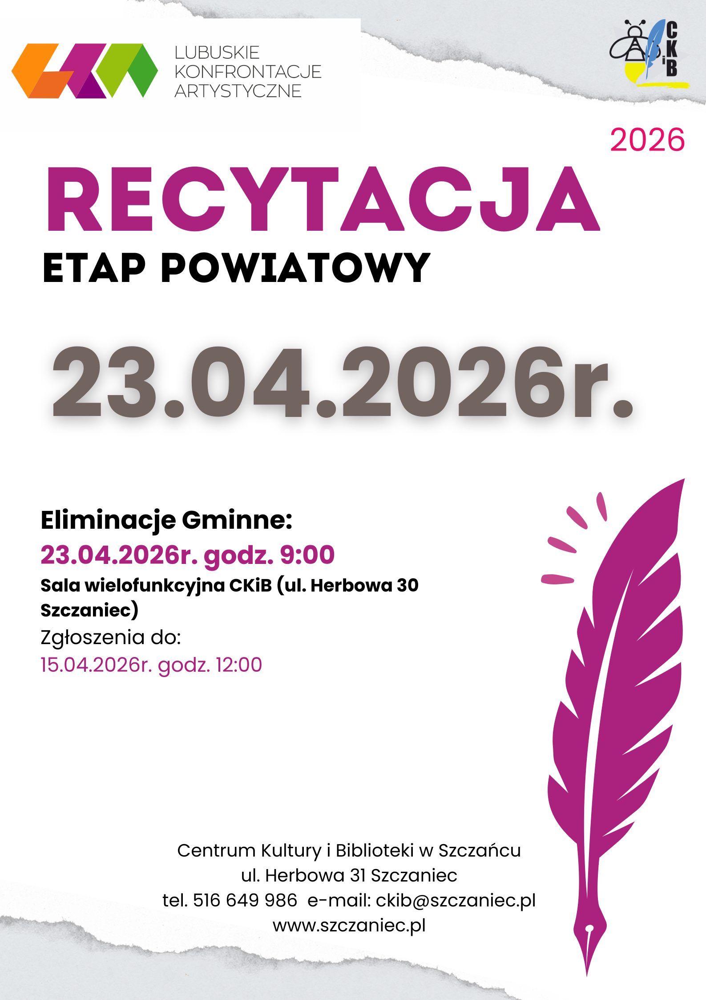 LUBUSKIE
KONFRONTACJE
ARTYSTYCZNE
CKiB
2026
RECYTACJA
ETAP POWIATOWY
23.04.2026r.
Eliminacje Gminne:
23.04.2026r. godz. 9:00
Sala wielofunkcyjna CKiB (ul. Herbowa 30
Szczaniec)
Zgłoszenia do:
15.04.2026r. godz. 12:00
Centrum Kultury i Biblioteki w Szczańcu
ul. Herbowa 31 Szczaniec
tel. 516 649 986  e-mail: ckib@szczaniec.pl
www.szczaniec.pl